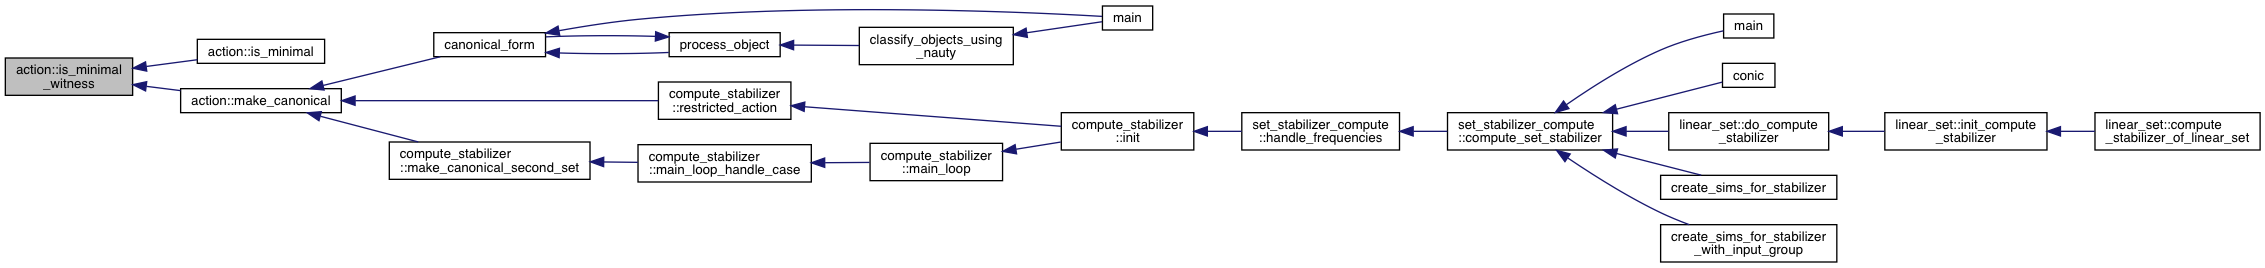 action::is_minimal
_witness
action::is_minimal
action::make_canonical
canonical_form
process_object
classify_objects_using
_nauty
main
compute_stabilizer
::restricted_action
compute_stabilizer
::make_canonical_second_set
compute_stabilizer
::main_loop_handle_case
compute_stabilizer
::main_loop
compute_stabilizer
::init
set_stabilizer_compute
::handle_frequencies
set_stabilizer_compute
::compute_set_stabilizer
main
conic
linear_set::do_compute
_stabilizer
linear_set::init_compute
_stabilizer
linear_set::compute
_stabilizer_of_linear_set
create_sims_for_stabilizer
create_sims_for_stabilizer
_with_input_group